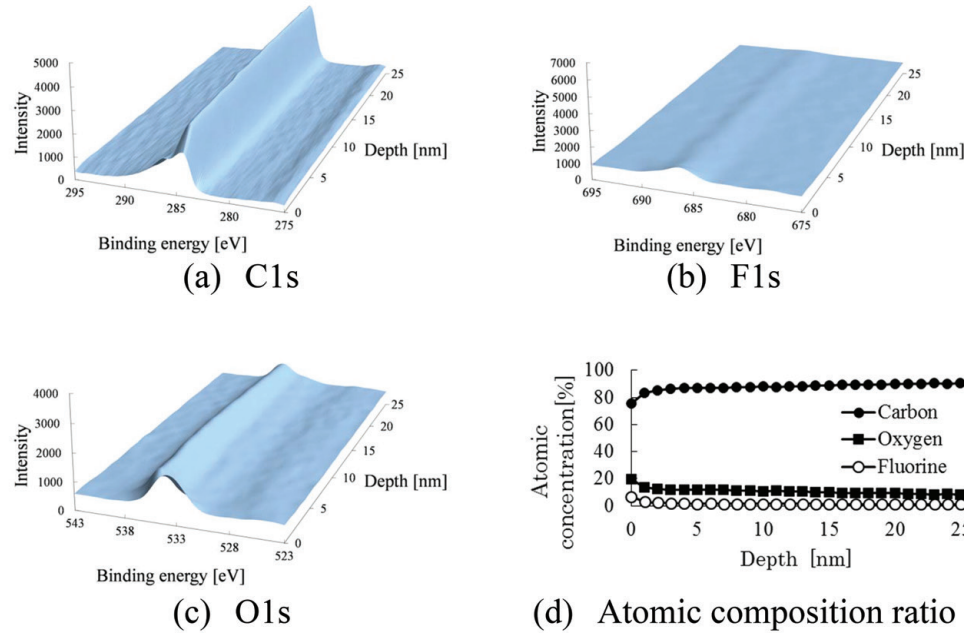 5000
4000
3000
2000
1000
0
Intensity
295
290
285
280
275
Binding energy [eV]
0
5
10
15
20
25
Depth [nm]
(a) C1s
7000
6000
5000
4000
3000
2000
1000
0
Intensity
695
690
685
680
675
Binding energy [eV]
0
5
10
15
20
25
Depth [nm]
(b) F1s
4000
3000
2000
1000
0
Intensity
543
538
533
528
523
Binding energy [eV]
0
5
10
15
20
25
Depth [nm]
(c) O1s
100
80
60
40
20
0
Atomic
concentration[%]
Carbon
Oxygen
Fluorine
0 5 10 15 20 25
Depth [nm]
(d) Atomic composition ratio